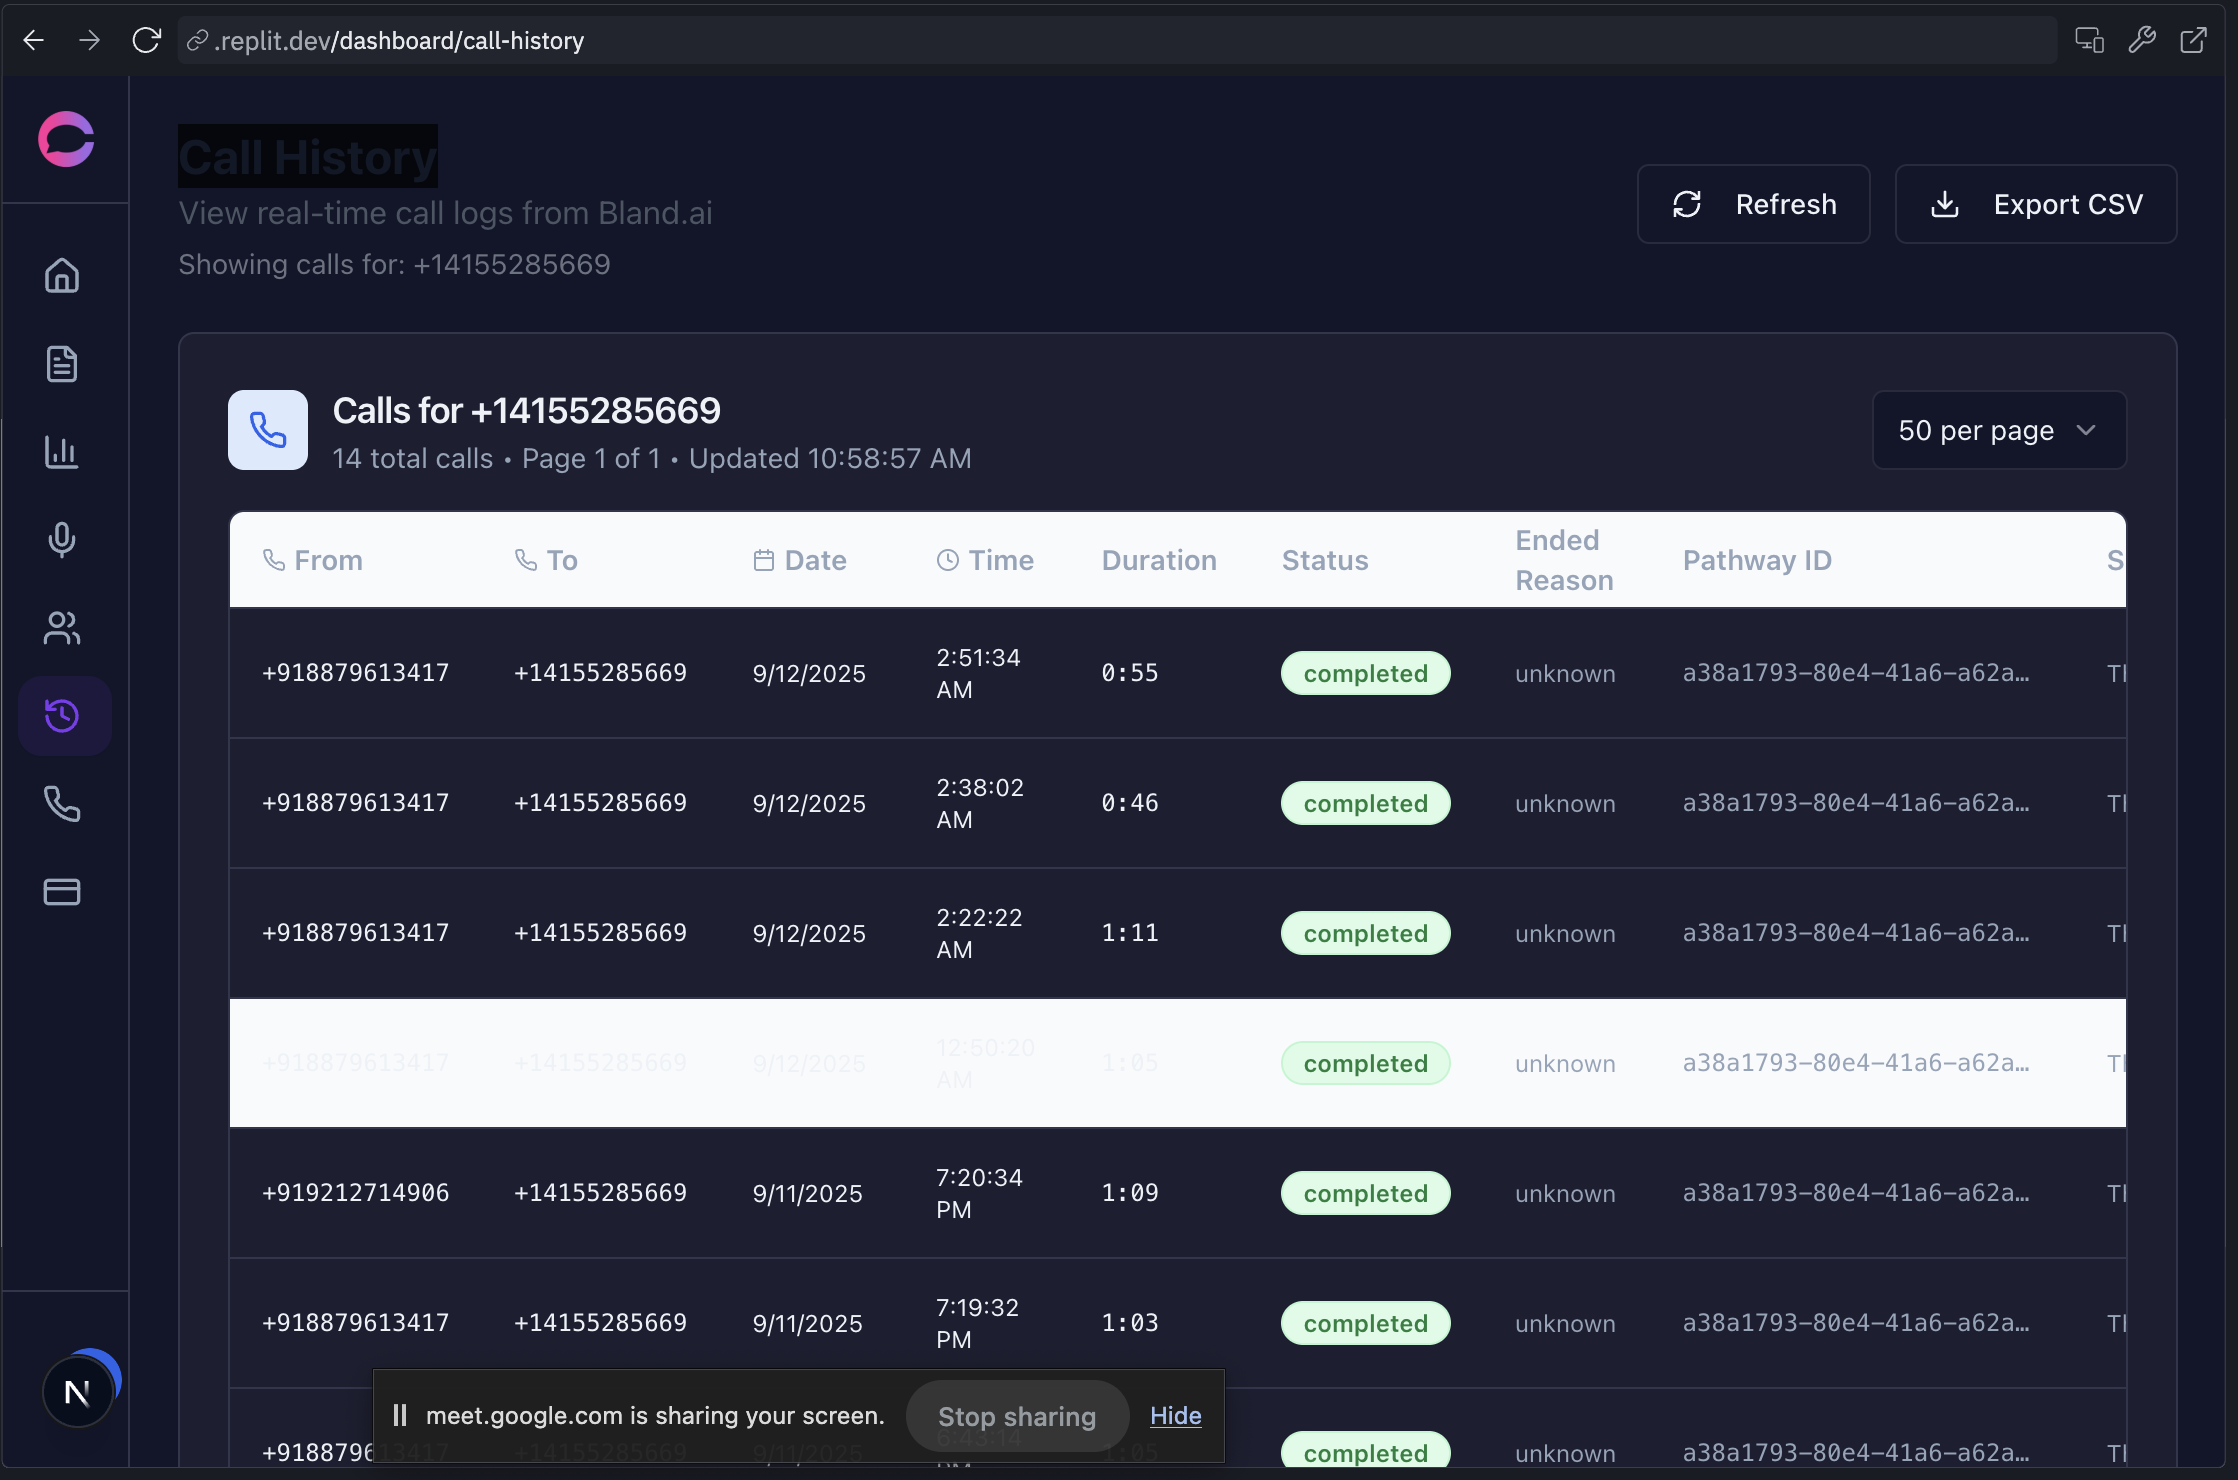 .replit.dev/dashboard/call-history
Call History
View real-time call logs from Bland.ai
Showing calls for: +14155285669
Refresh
Export CSV
Calls for +14155285669
14 total calls • Page 1 of 1 • Updated 10:58:57 AM
50 per page
From To Date Time Duration Status Ended Reason Pathway ID S
+918879613417 +14155285669 9/12/2025 2:51:34 AM 0:55 completed unknown a38a1793-80e4-41a6-a62a… Th
+918879613417 +14155285669 9/12/2025 2:38:02 AM 0:46 completed unknown a38a1793-80e4-41a6-a62a… Th
+918879613417 +14155285669 9/12/2025 2:22:22 AM 1:11 completed unknown a38a1793-80e4-41a6-a62a… Th
+918879613417 +14155285669 9/12/2025 12:50:20 AM 1:05 completed unknown a38a1793-80e4-41a6-a62a… Th
+919212714906 +14155285669 9/11/2025 7:20:34 PM 1:09 completed unknown a38a1793-80e4-41a6-a62a… Th
+918879613417 +14155285669 9/11/2025 7:19:32 PM 1:03 completed unknown a38a1793-80e4-41a6-a62a… Th
+918879613417 +14155285669 9/11/2025 6:43:14 PM 1:05 completed unknown a38a1793-80e4-41a6-a62a… Th
meet.google.com is sharing your screen. Stop sharing Hide
N